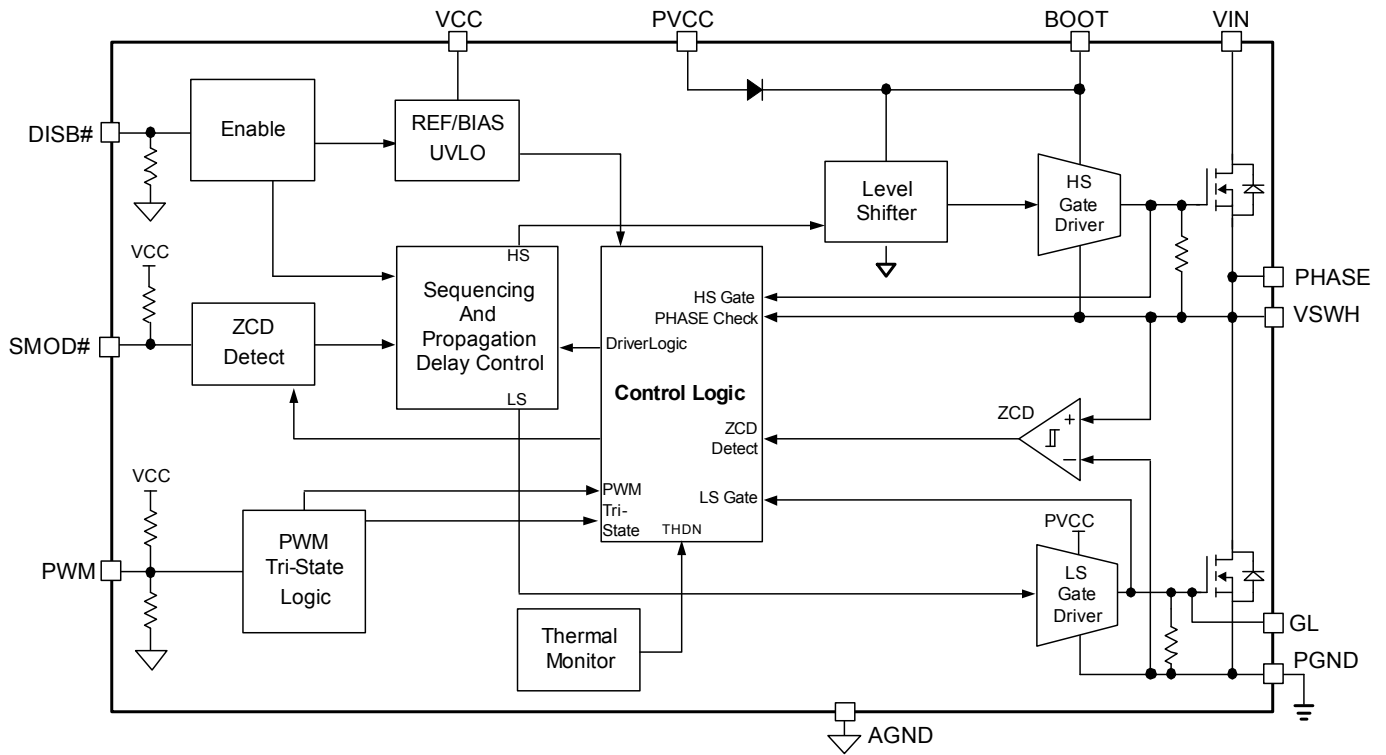 VCC
PVCC
BOOT
VIN
DISB#
Enable
REF/BIAS
UVLO
Level
Shifter
HS
Gate
Driver
VCC
HS
Sequencing
And
Propagation
Delay Control
LS
HS Gate
PHASE Check
DriverLogic
Control Logic
ZCD
Detect
LS Gate
PWM
Tri-
State
THDN
PHASE
VSWH
SMOD#
ZCD
Detect
ZCD
+
−
VCC
PWM
PWM
Tri-State
Logic
PVCC
LS
Gate
Driver
Thermal
Monitor
GL
PGND
AGND